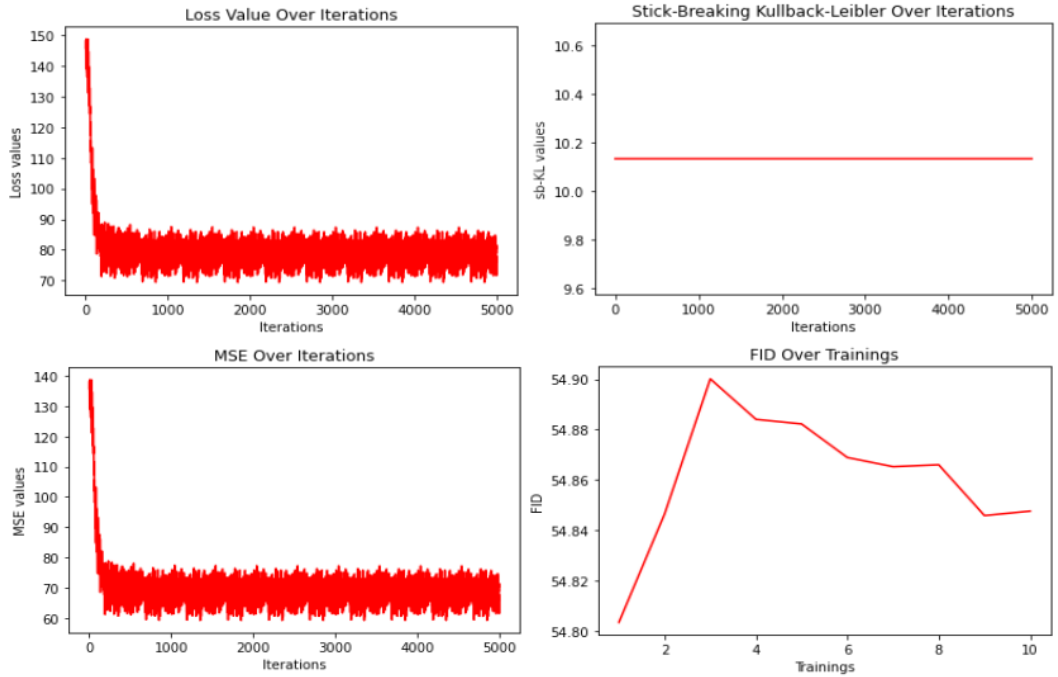 Loss Value Over Iterations
150
140
130
120
110
100
90
80
70
Loss values
0 1000 2000 3000 4000 5000
Iterations
Stick-Breaking Kullback-Leibler Over Iterations
10.6
10.4
10.2
10.0
9.8
9.6
sb-KL values
0 1000 2000 3000 4000 5000
Iterations
MSE Over Iterations
140
130
120
110
100
90
80
70
60
MSE values
0 1000 2000 3000 4000 5000
Iterations
FID Over Trainings
54.90
54.88
54.86
54.84
54.82
54.80
FID
2 4 6 8 10
Trainings